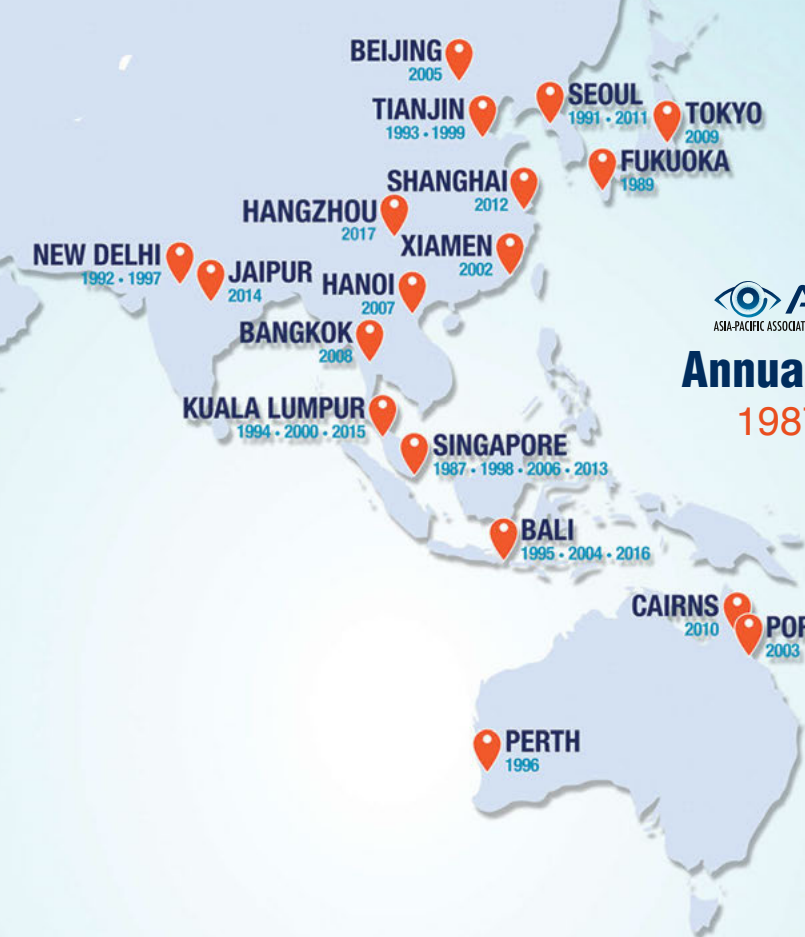 BEIJING
2005
TIANJIN
1993 • 1999
SEOUL
1991 • 2011
TOKYO
2009
FUKUOKA
1989
SHANGHAI
2012
HANGZHOU
2017
XIAMEN
2002
NEW DELHI
1992 • 1997
JAIPUR
2014
HANOI
2007
BANGKOK
2008
KUALA LUMPUR
1994 • 2000 • 2015
SINGAPORE
1987 • 1998 • 2006 • 2013
BALI
1995 • 2004 • 2016
CAIRNS
2010
2003
PERTH
1996
ASIA-PACIFIC